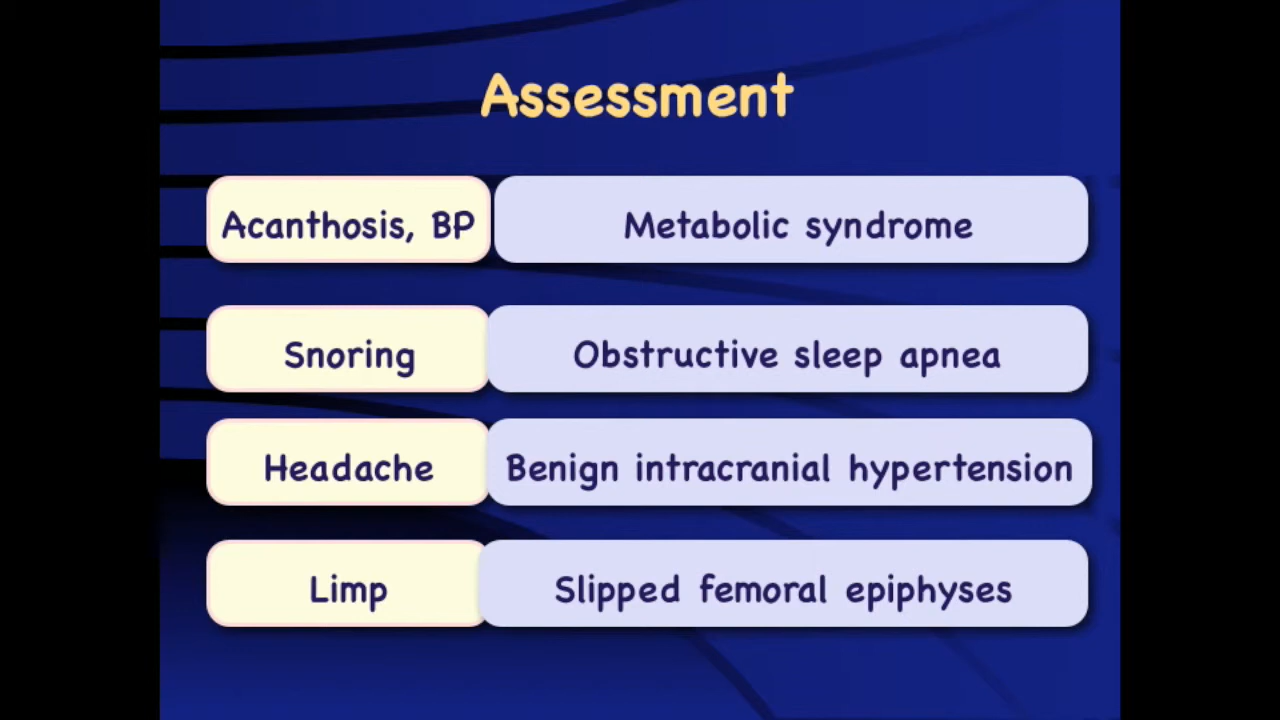 Assessment
Acanthosis, BP
Metabolic syndrome
Snoring
Obstructive sleep apnea
Headache
Benign intracranial hypertension
Limp
Slipped femoral epiphyses